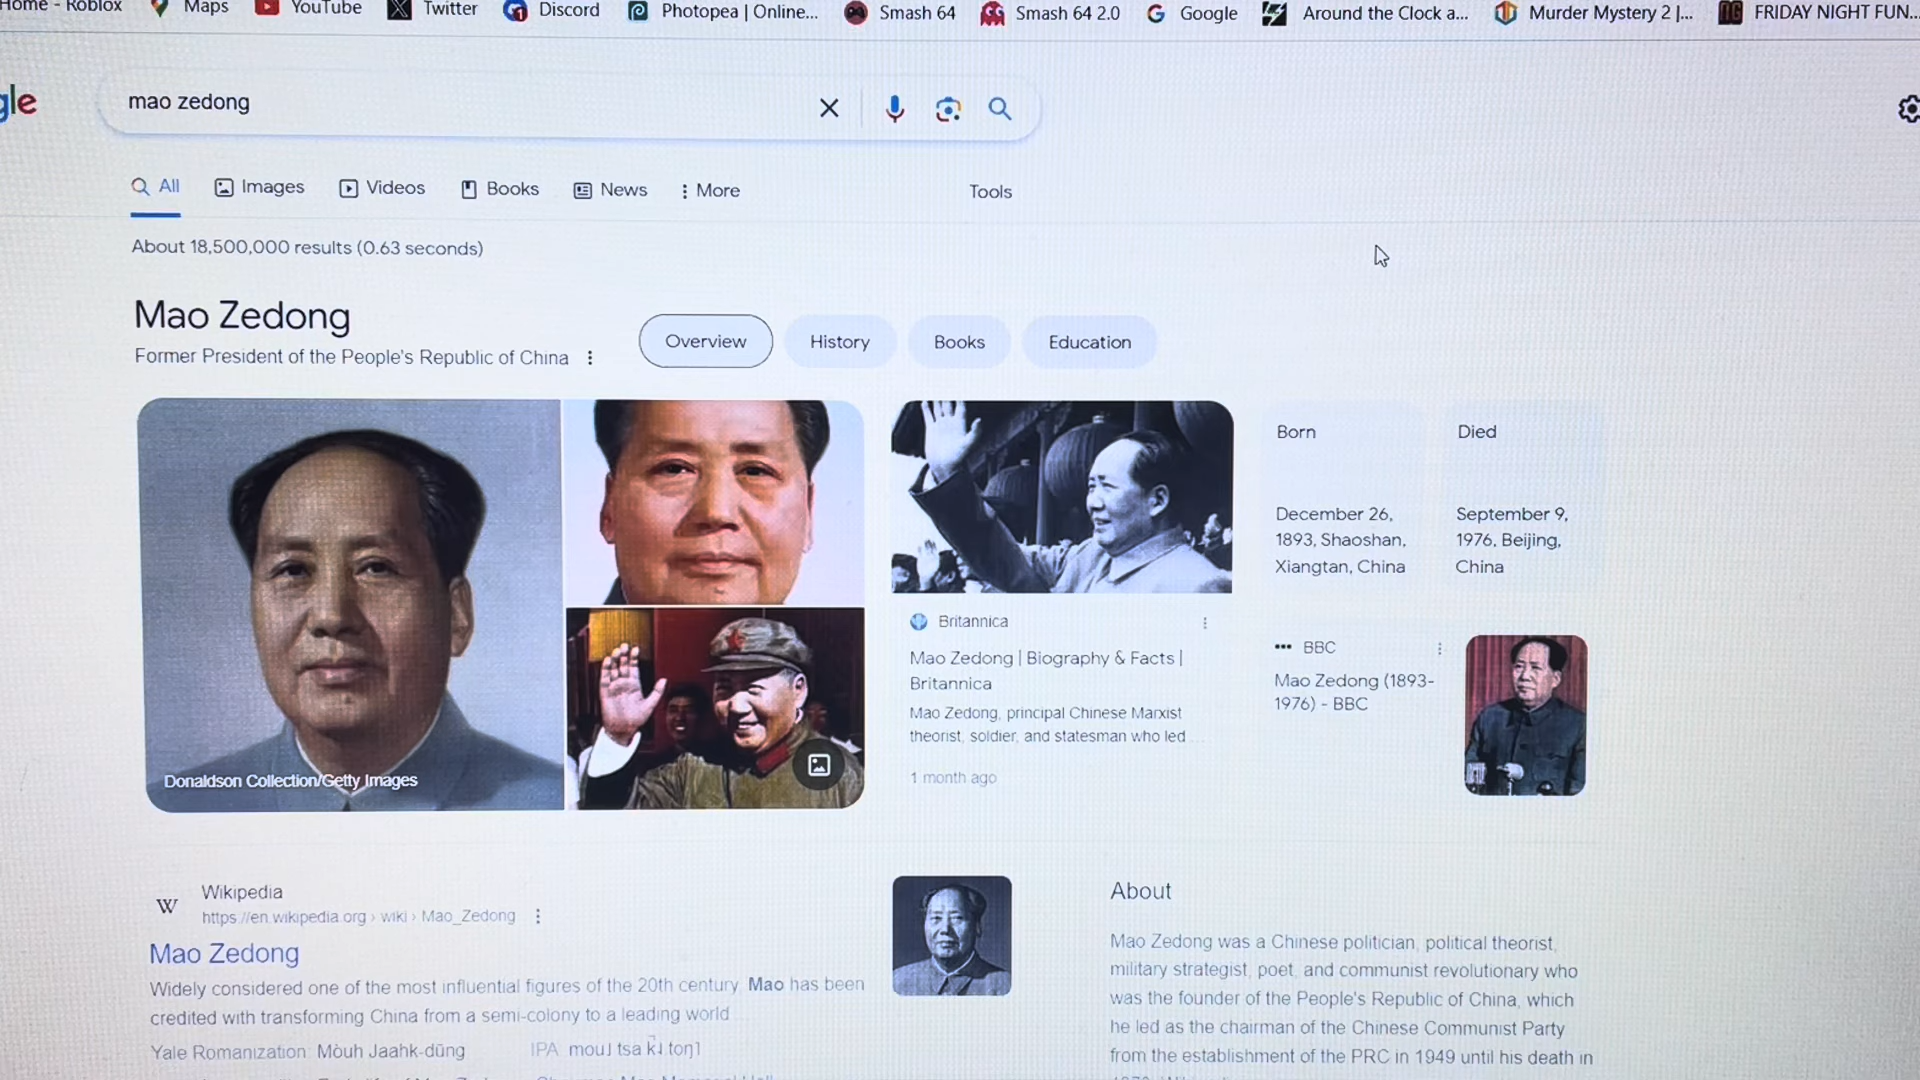 Home - Roblox
Maps
YouTube
Twitter
Discord
Photopea | Online...
Smash 64
Smash 64 2.0
Google
Around the Clock a...
Murder Mystery 2 |...
FRIDAY NIGHT FUN...
gle
mao zedong
All
Images
Videos
Books
News
More
Tools
About 18,500,000 results (0.63 seconds)
Mao Zedong
Former President of the People's Republic of China
Overview
History
Books
Education
Donaldson Collection/Getty Images
Britannica
Mao Zedong | Biography & Facts |
Britannica
Mao Zedong, principal Chinese Marxist
theorist, soldier, and statesman who led ...
1 month ago
Born
December 26,
1893, Shaoshan,
Xiangtan, China
Died
September 9,
1976, Beijing,
China
BBC
Mao Zedong (1893-
1976) - BBC
W
Wikipedia
https://en.wikipedia.org › wiki › Mao_Zedong
Mao Zedong
Widely considered one of the most influential figures of the 20th century, Mao has been
credited with transforming China from a semi-colony to a leading world
Yale Romanization: Mòuh Jaahk-dūng
IPA
About
Mao Zedong was a Chinese politician, political theorist,
military strategist, poet, and communist revolutionary who
was the founder of the People's Republic of China, which
he led as the chairman of the Chinese Communist Party
from the establishment of the PRC in 1949 until his death in